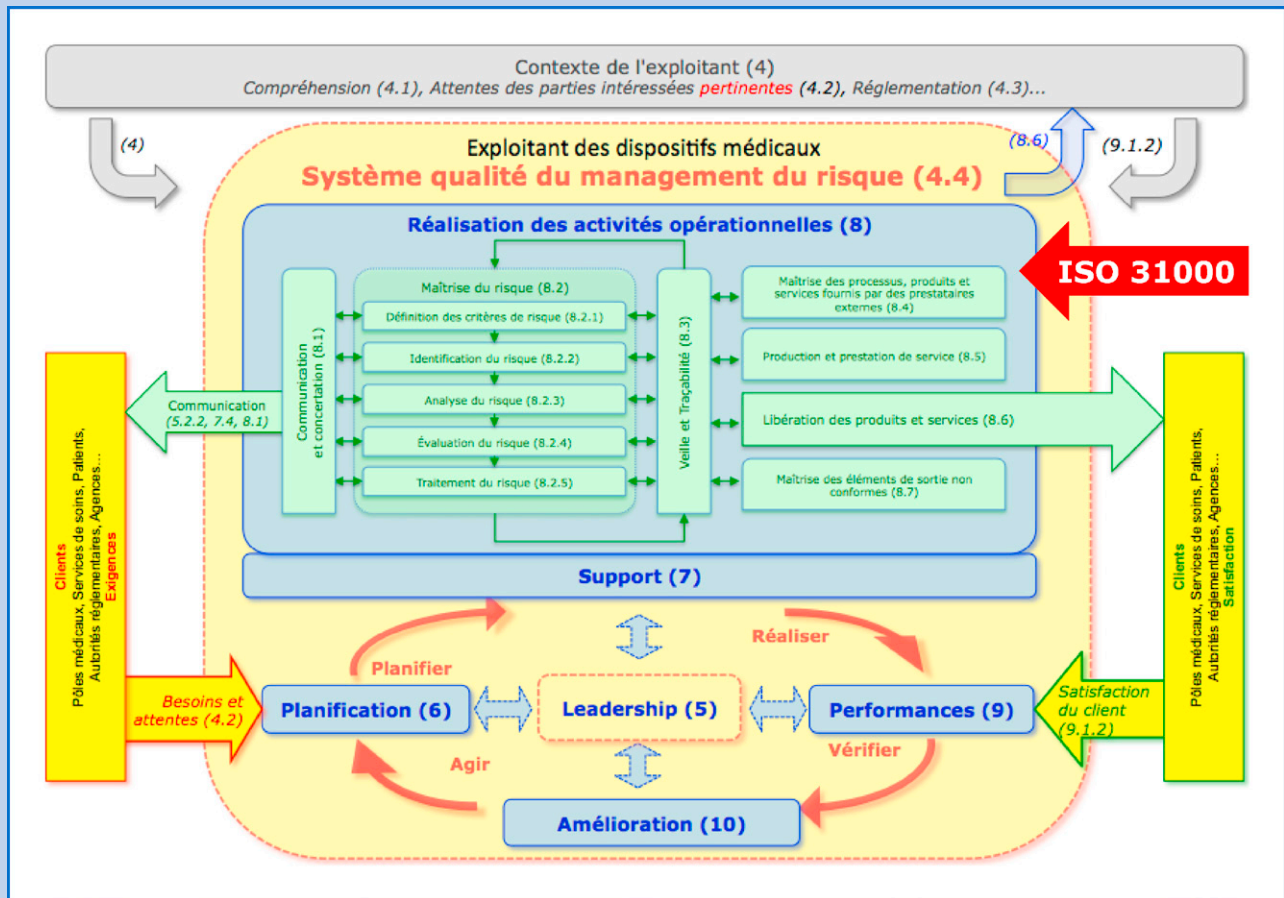 Contexte de l'exploitant (4)
Compréhension (4.1), Attentes des parties intéressées pertinentes (4.2), Réglementation (4.3)...
(4)
(8.6)
(9.1.2)
Exploitant des dispositifs médicaux
Système qualité du management du risque (4.4)
Réalisation des activités opérationnelles (8)
ISO 31000
Communication
et concertation (8.1)
Maîtrise du risque (8.2)
Définition des critères de risque (8.2.1)
Identification du risque (8.2.2)
Analyse du risque (8.2.3)
Évaluation du risque (8.2.4)
Traitement du risque (8.2.5)
Veille et Traçabilité (8.3)
Maîtrise des processus, produits et
services fournis par des prestataires
externes (8.4)
Production et prestation de service (8.5)
Libération des produits et services (8.6)
Maîtrise des éléments de sortie non
conformes (8.7)
Communication
(5.2.2, 7.4, 8.1)
Clients
Pôles médicaux, Services de soins, Patients,
Autorités réglementaires, Agences...
Exigences
Clients
Pôles médicaux, Services de soins, Patients,
Autorités réglementaires, Agences...
Satisfaction
Support (7)
Planifier
Réaliser
Besoins et
attentes (4.2)
Planification (6)
Leadership (5)
Performances (9)
Satisfaction
du client
(9.1.2)
Agir
Vérifier
Amélioration (10)